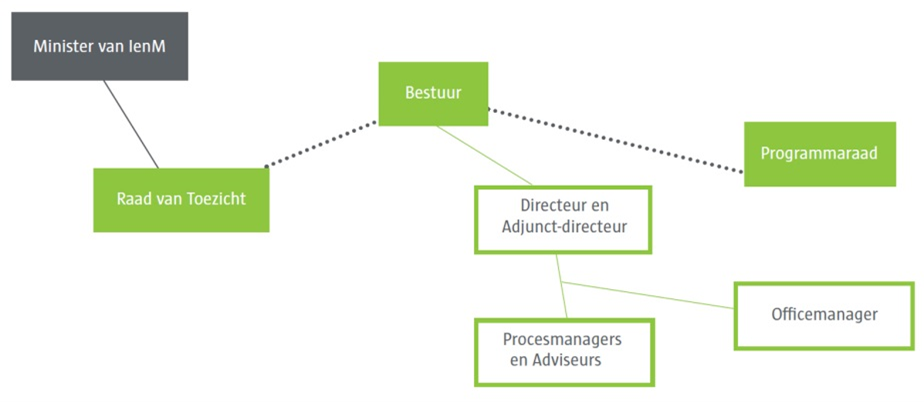 Minister van IenM
Bestuur
Programmaraad
Raad van Toezicht
Directeur en
Adjunct-directeur
Officemanager
Procesmanagers
en Adviseurs